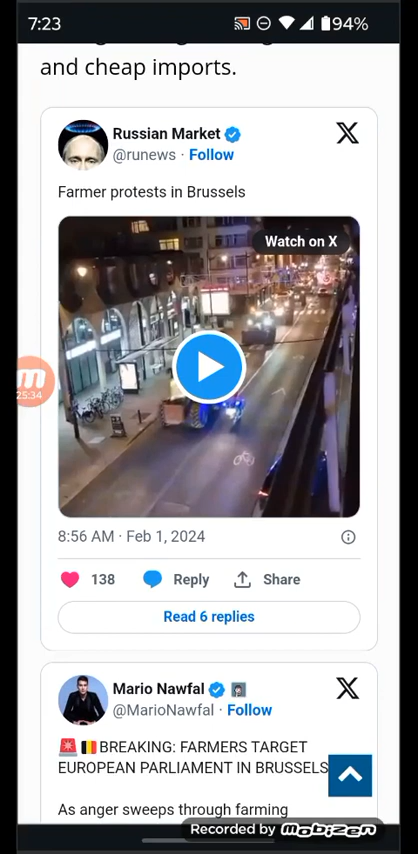 7:23
94%
and cheap imports.
Russian Market
@runews · Follow
Farmer protests in Brussels
Watch on X
25:34
8:56 AM · Feb 1, 2024
138
Reply
Share
Read 6 replies
Mario Nawfal
@MarioNawfal · Follow
🚨🇧🇪BREAKING: FARMERS TARGET
EUROPEAN PARLIAMENT IN BRUSSELS
As anger sweeps through farming
Recorded by mobizen